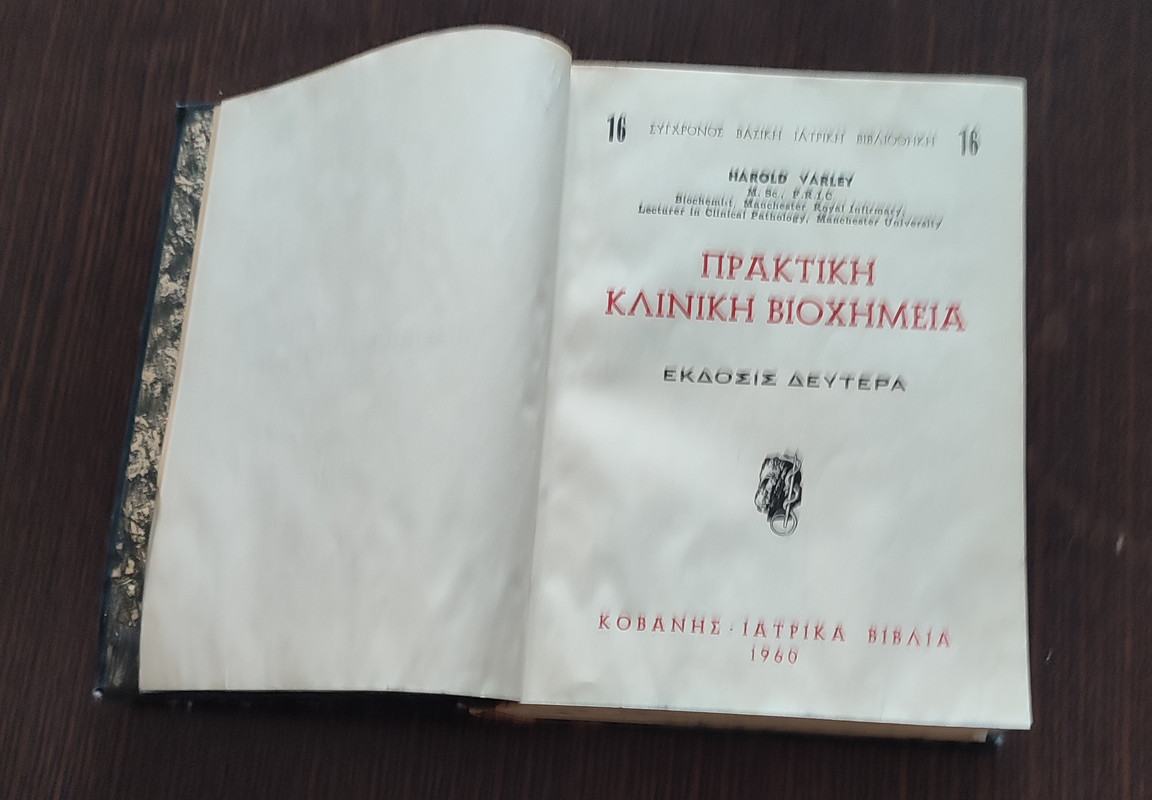 16 ΣΥΓΧΡΟΝΟΣ ΒΑΣΙΚΗ ΙΑΤΡΙΚΗ ΒΙΒΛΙΟΘΗΚΗ 16
HAROLD VARLEY
M. Sc., F.R.I.C
Biochemist, Manchester Royal Infirmary,
Lecturer in Clinical Pathology, Manchester University
ΠΡΑΚΤΙΚΗ
ΚΛΙΝΙΚΗ ΒΙΟΧΗΜΕΙΑ
ΕΚΔΟΣΙΣ ΔΕΥΤΕΡΑ
ΚΟΒΑΝΗΣ · ΙΑΤΡΙΚΑ ΒΙΒΛΙΑ
1960